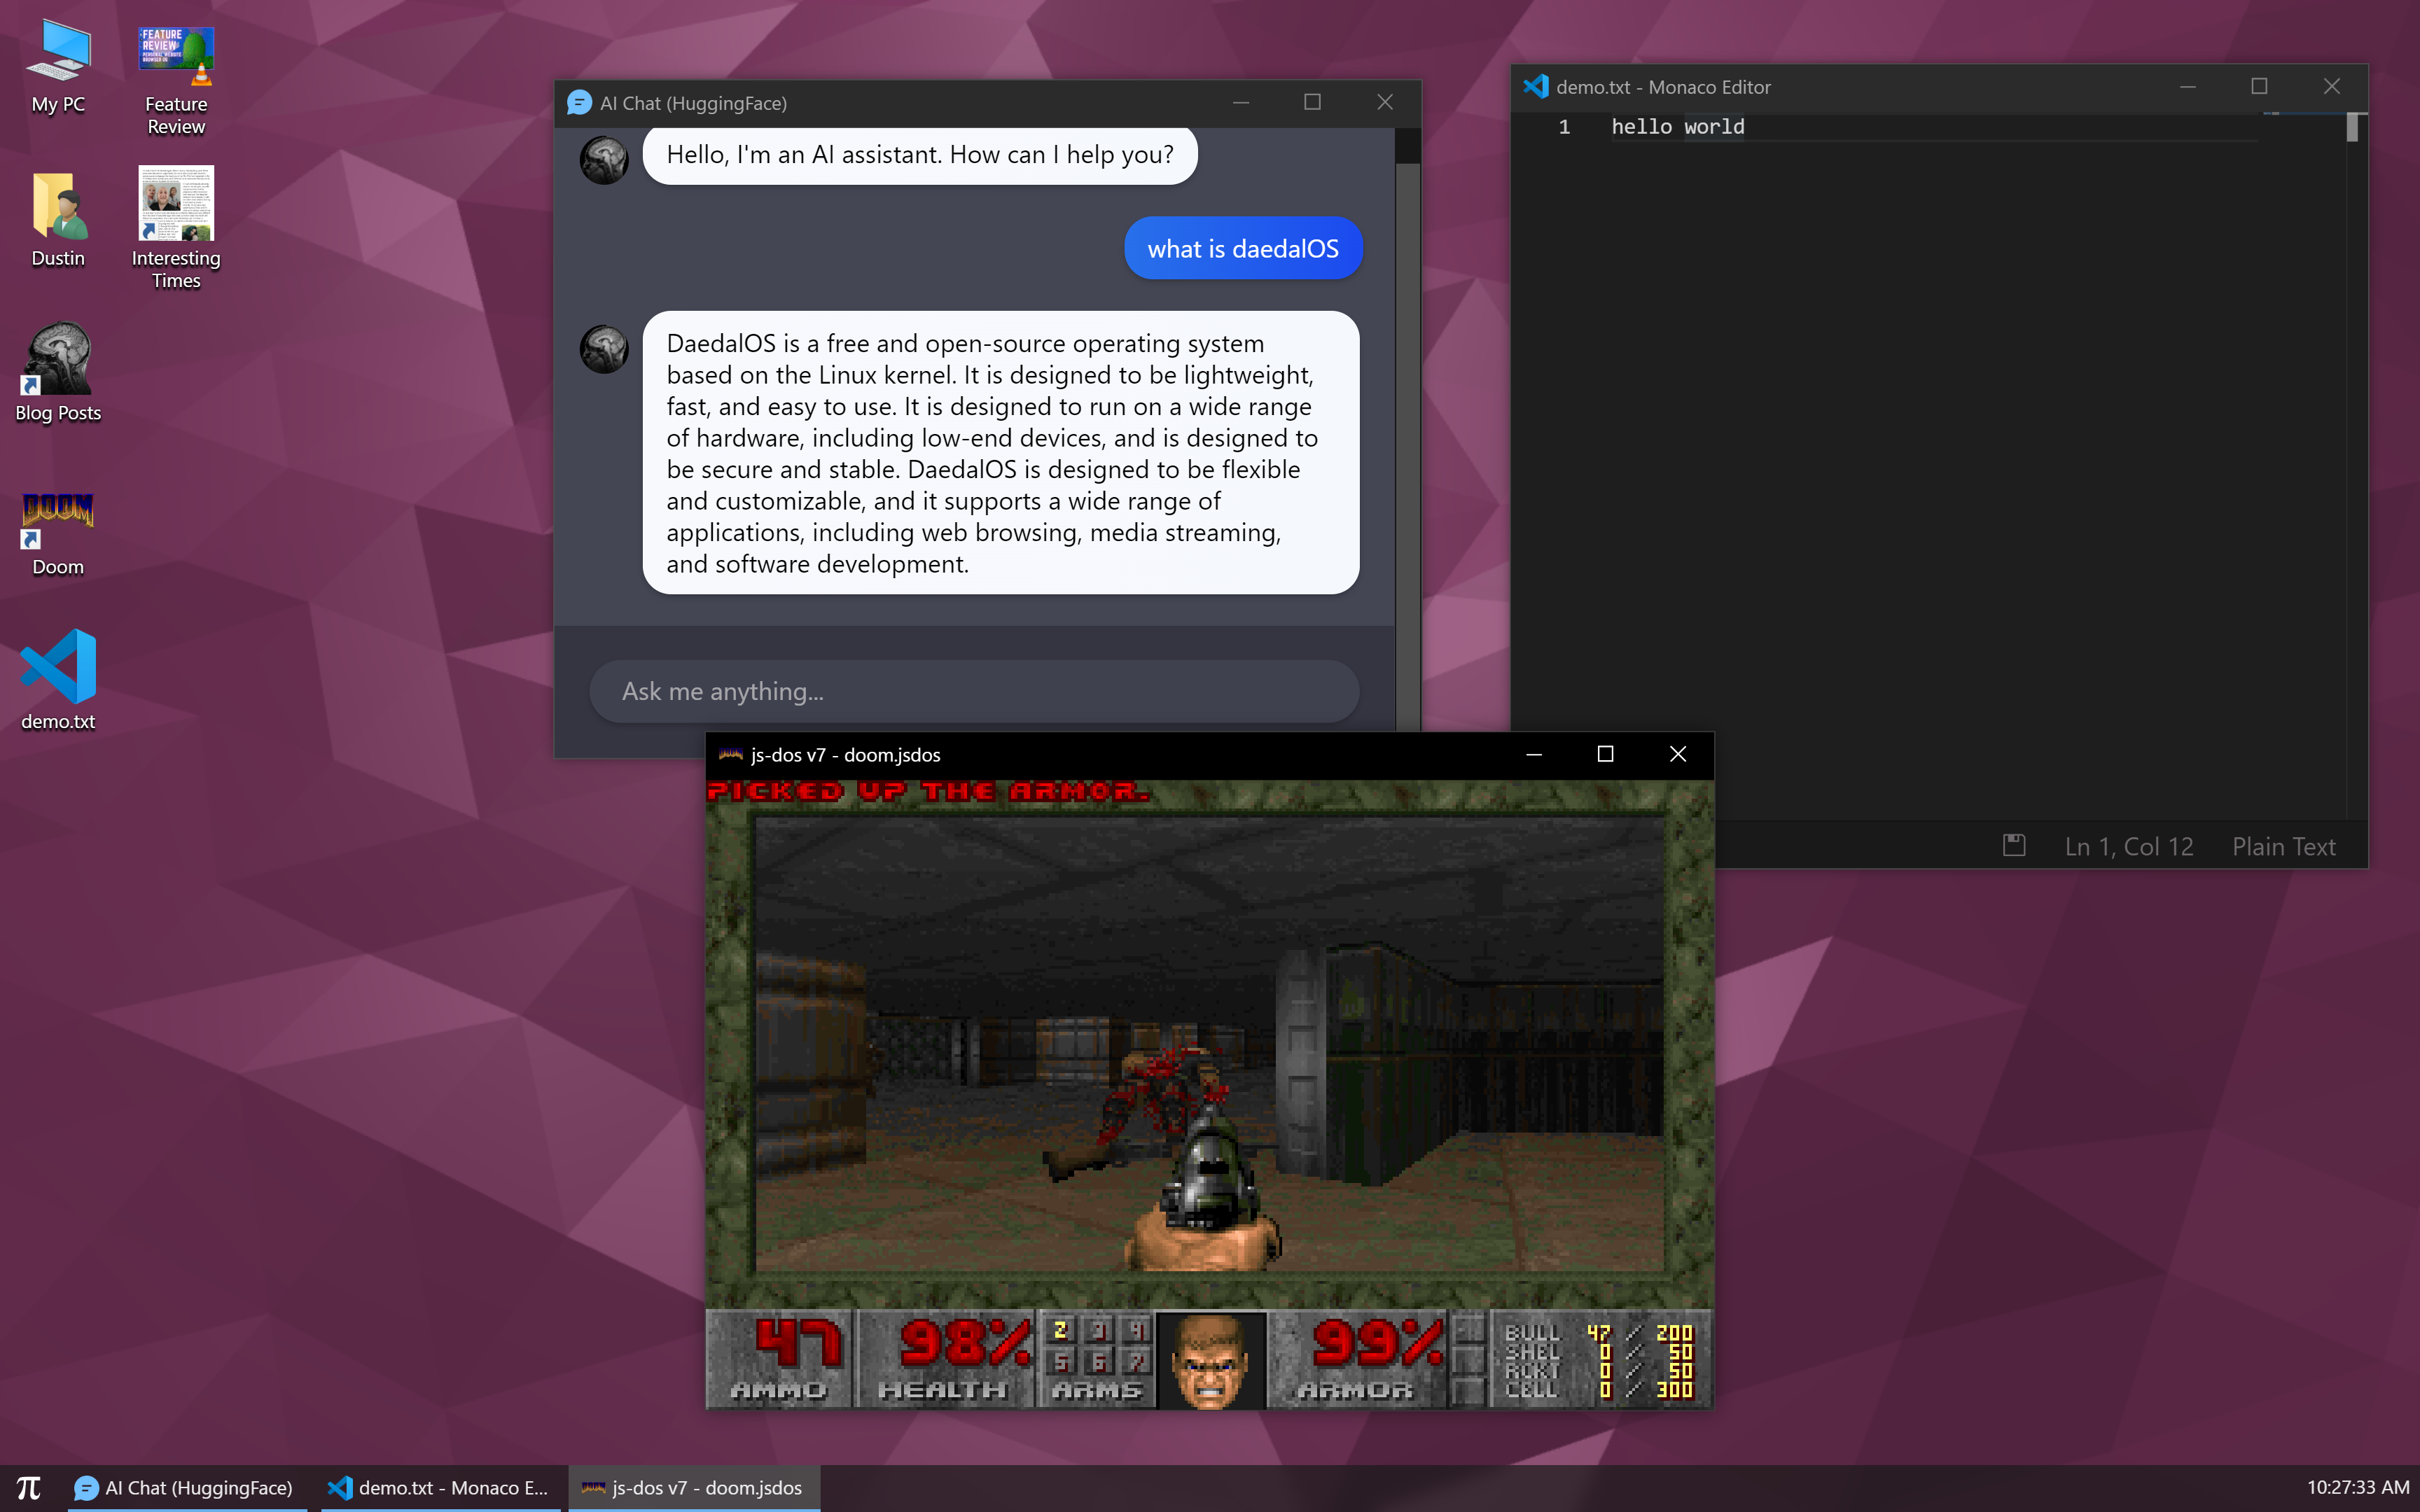 My PC
FEATURE
REVIEW
PERSONAL WEBSITE
BROWSER OS
Feature
Review
Dustin
Interesting
Times
Blog Posts
DOOM
Doom
demo.txt
AI Chat (HuggingFace)
Hello, I'm an AI assistant. How can I help you?
what is daedalOS
DaedalOS is a free and open-source operating system
based on the Linux kernel. It is designed to be lightweight,
fast, and easy to use. It is designed to run on a wide range
of hardware, including low-end devices, and is designed to
be secure and stable. DaedalOS is designed to be flexible
and customizable, and it supports a wide range of
applications, including web browsing, media streaming,
and software development.
Ask me anything...
demo.txt - Monaco Editor
1 hello world
Ln 1, Col 12 Plain Text
js-dos v7 - doom.jsdos
PICKED UP THE ARMOR.
47 98% 2 3 4 99%
5 6 7
AMMO HEALTH ARMS ARMOR
BULL 47 / 200
SHEL 0 / 50
RCKT 0 / 50
CELL 0 / 300
π AI Chat (HuggingFace) demo.txt - Monaco E... js-dos v7 - doom.jsdos 10:27:33 AM